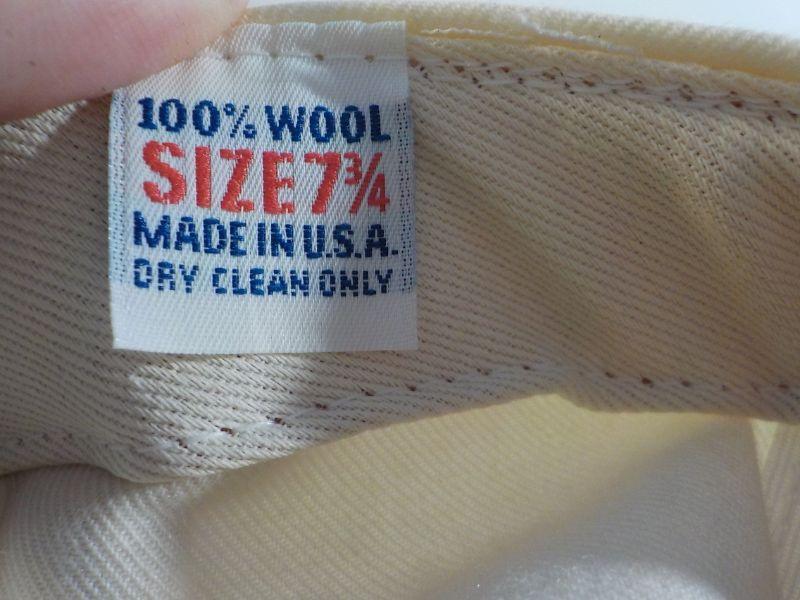 100% WOOL
SIZE 7¾
MADE IN U.S.A.
DRY CLEAN ONLY